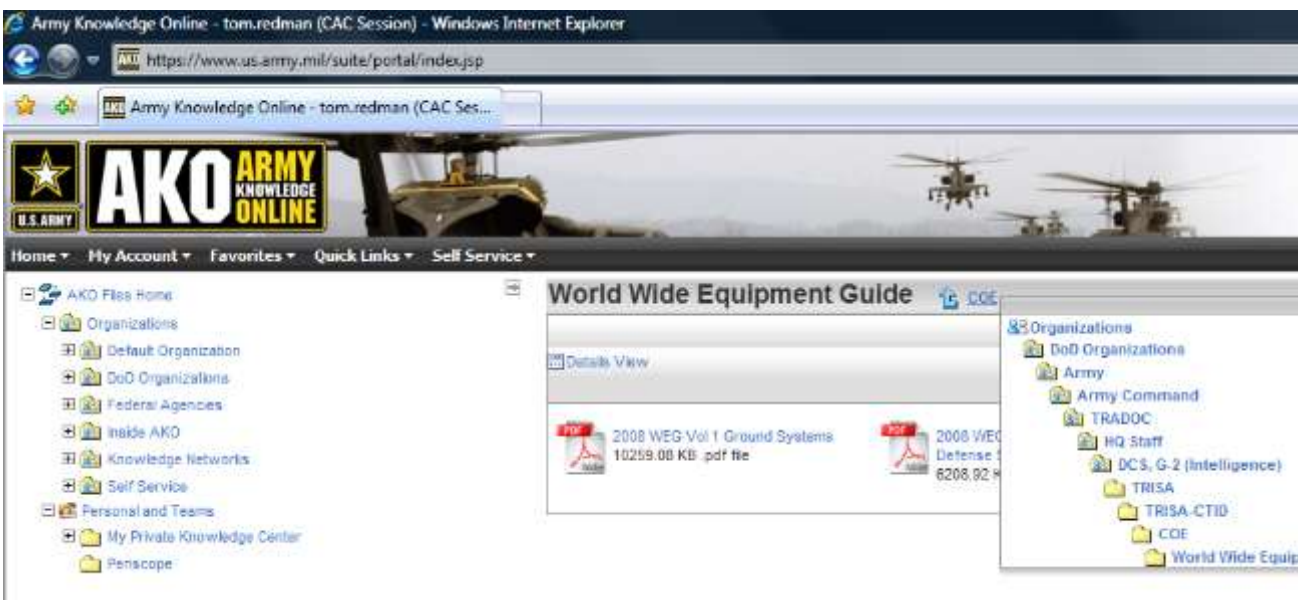 Army Knowledge Online - tom.redman (CAC Session) - Windows Internet Explorer
https://www.us.army.mil/suite/portal/index.jsp
Army Knowledge Online - tom.redman (CAC Ses...
U.S.ARMY
AKO ARMY KNOWLEDGE ONLINE
Home My Account Favorites Quick Links Self Service
AKO Files Home
Organizations
Default Organization
DoD Organizations
Federal Agencies
Inside AKO
Knowledge Networks
Self Service
Personal and Teams
My Private Knowledge Center
Periscope
World Wide Equipment Guide COE
Details View
2008 WEG Vol 1 Ground Systems
10259.08 KB .pdf file
2008 WEG
Defense
6208.92
Organizations
DoD Organizations
Army
Army Command
TRADOC
HQ Staff
DCS, G-2 (Intelligence)
TRISA
TRISA-CTID
COE
World Wide Equip